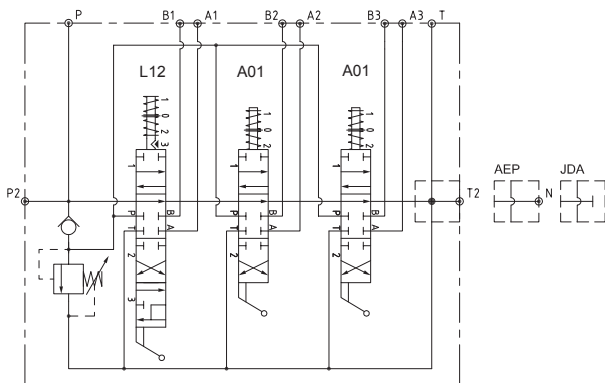 P B1 A1 B2 A2 B3 A3 T
L12 A01 A01
1 0 2 3
1 0 2
1 0 2
1 1 1
AEP JDA
P2 T2 N
P T B A
P T B A
P T B A
2 2 2
3